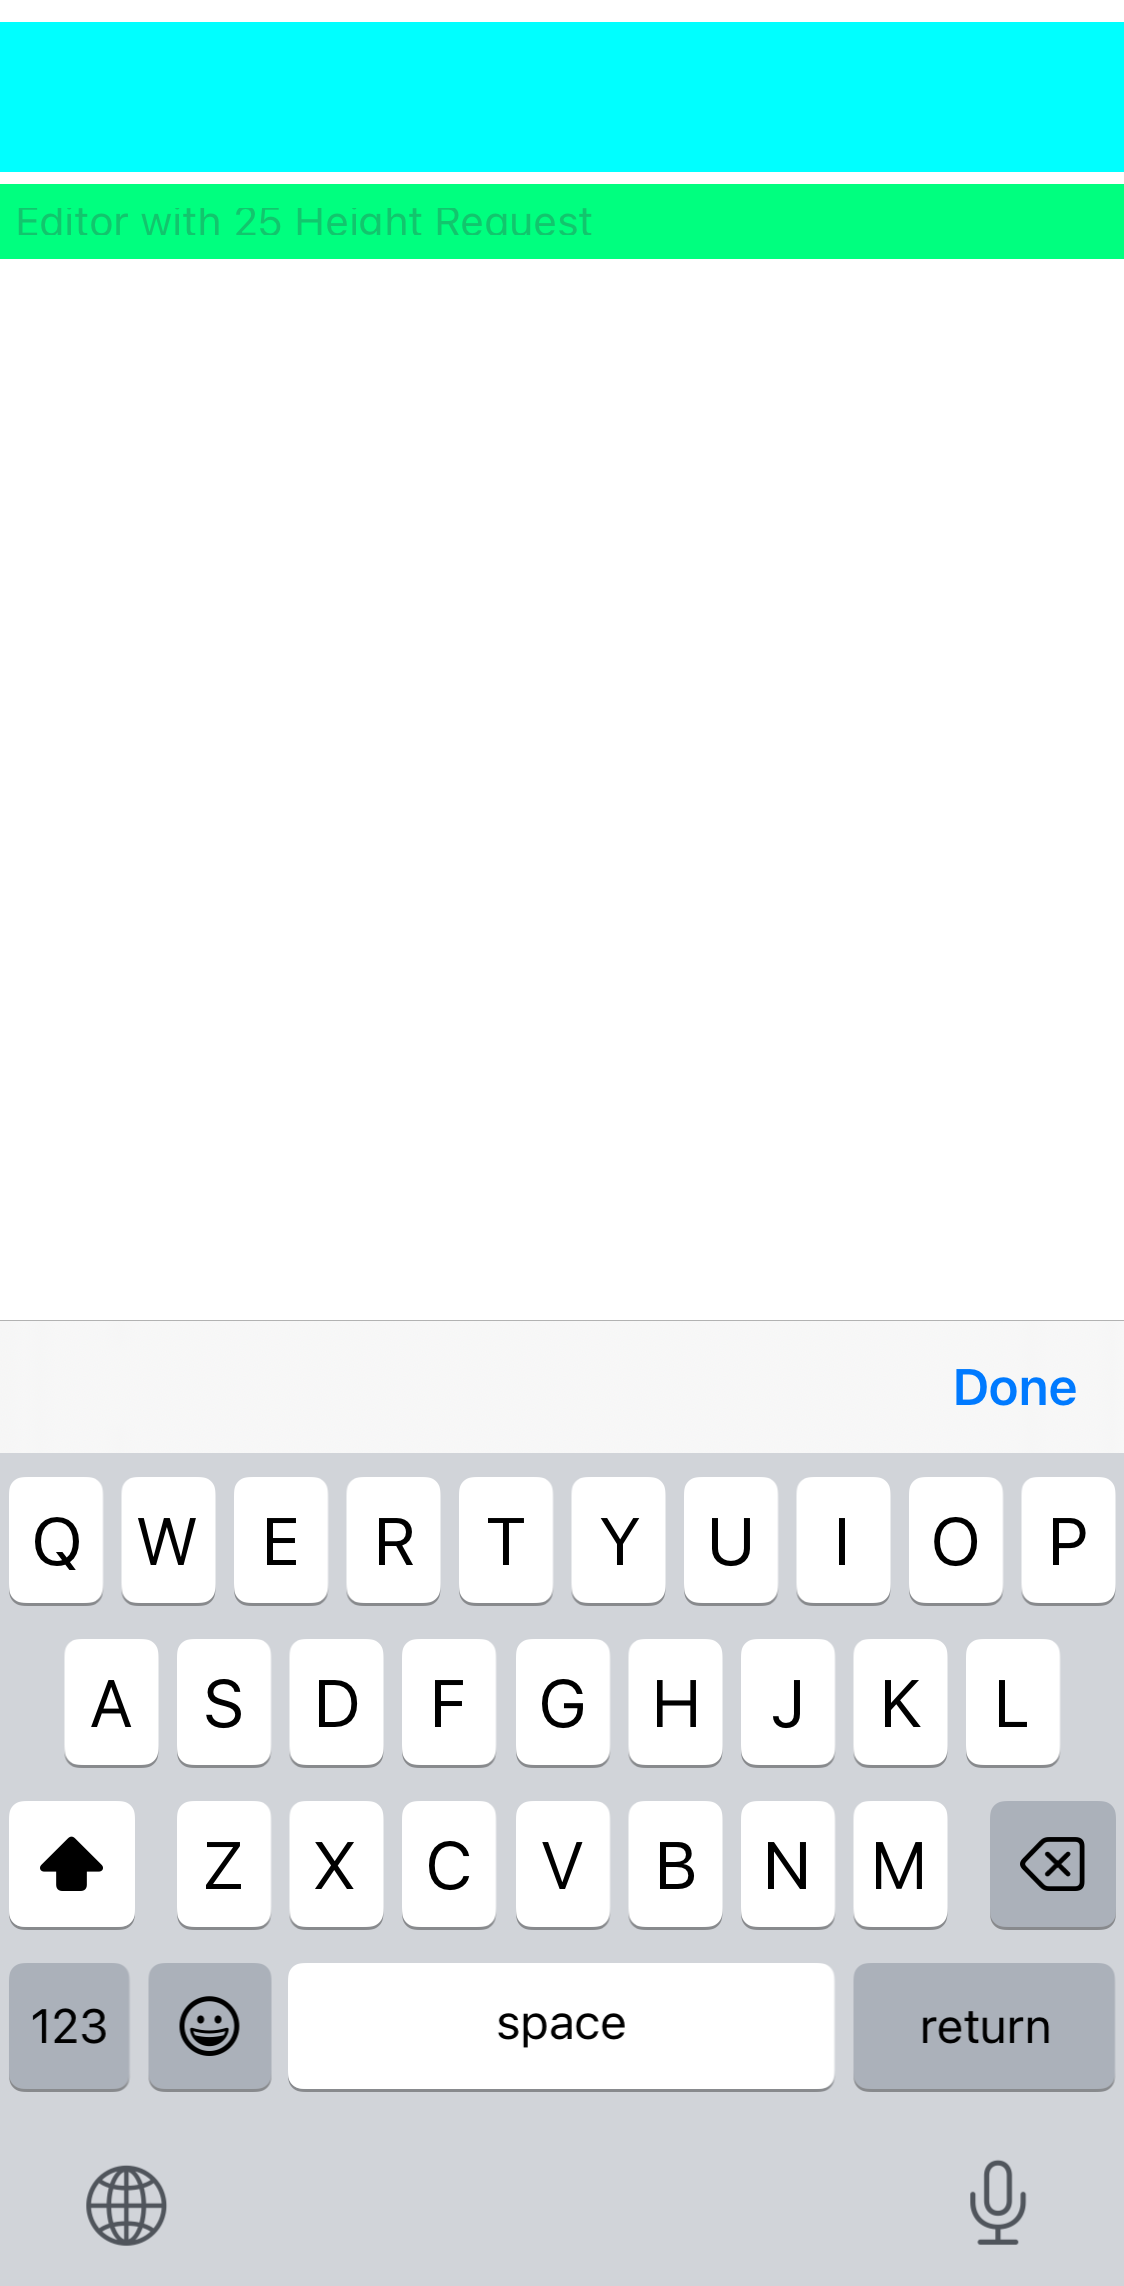 Editor with 25 Height Request
Done
Q W E R T Y U I O P
A S D F G H J K L
Z X C V B N M
123 space return